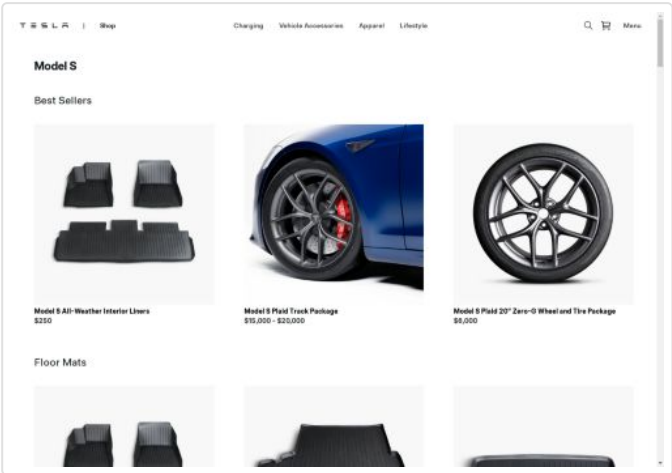 TESLA | Shop
Charging Vehicle Accessories Apparel Lifestyle
Menu
Model S
Best Sellers
Model S All-Weather Interior Liners
$250
Model S Plaid Track Package
$15,000 - $20,000
Model S Plaid 20" Zero-G Wheel and Tire Package
$6,000
Floor Mats